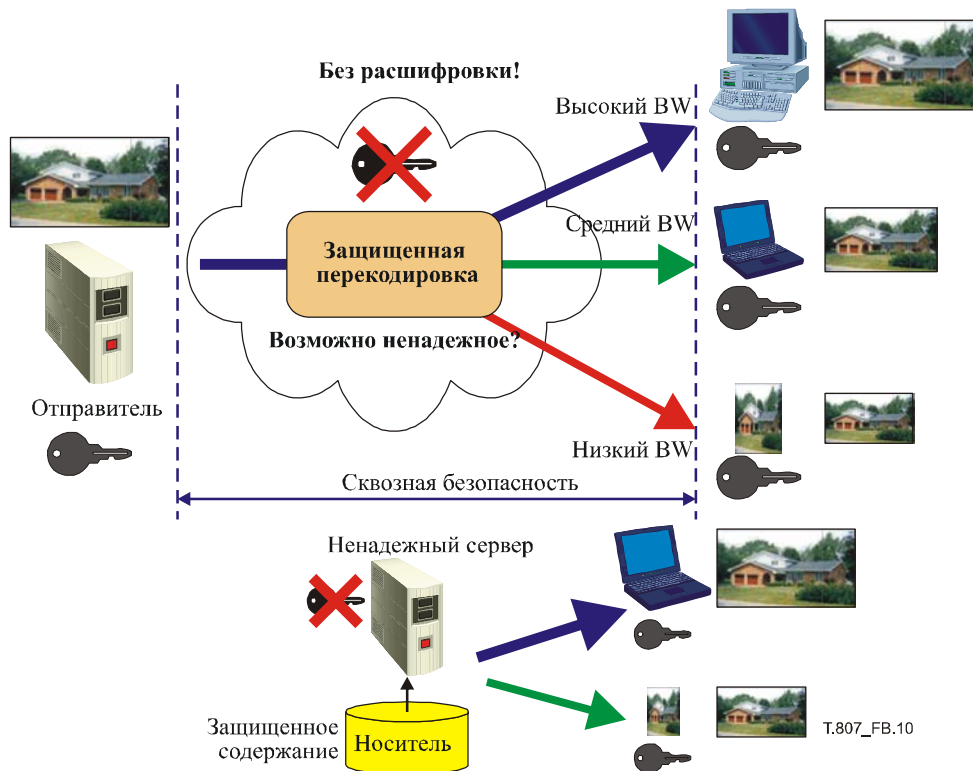 Без расшифровки!
Высокий BW
Защищенная
перекодировка
Средний BW
Возможно ненадежное?
Отправитель
Низкий BW
Сквозная безопасность
Ненадежный сервер
Защищенное
содержание
Носитель
T.807_FB.10